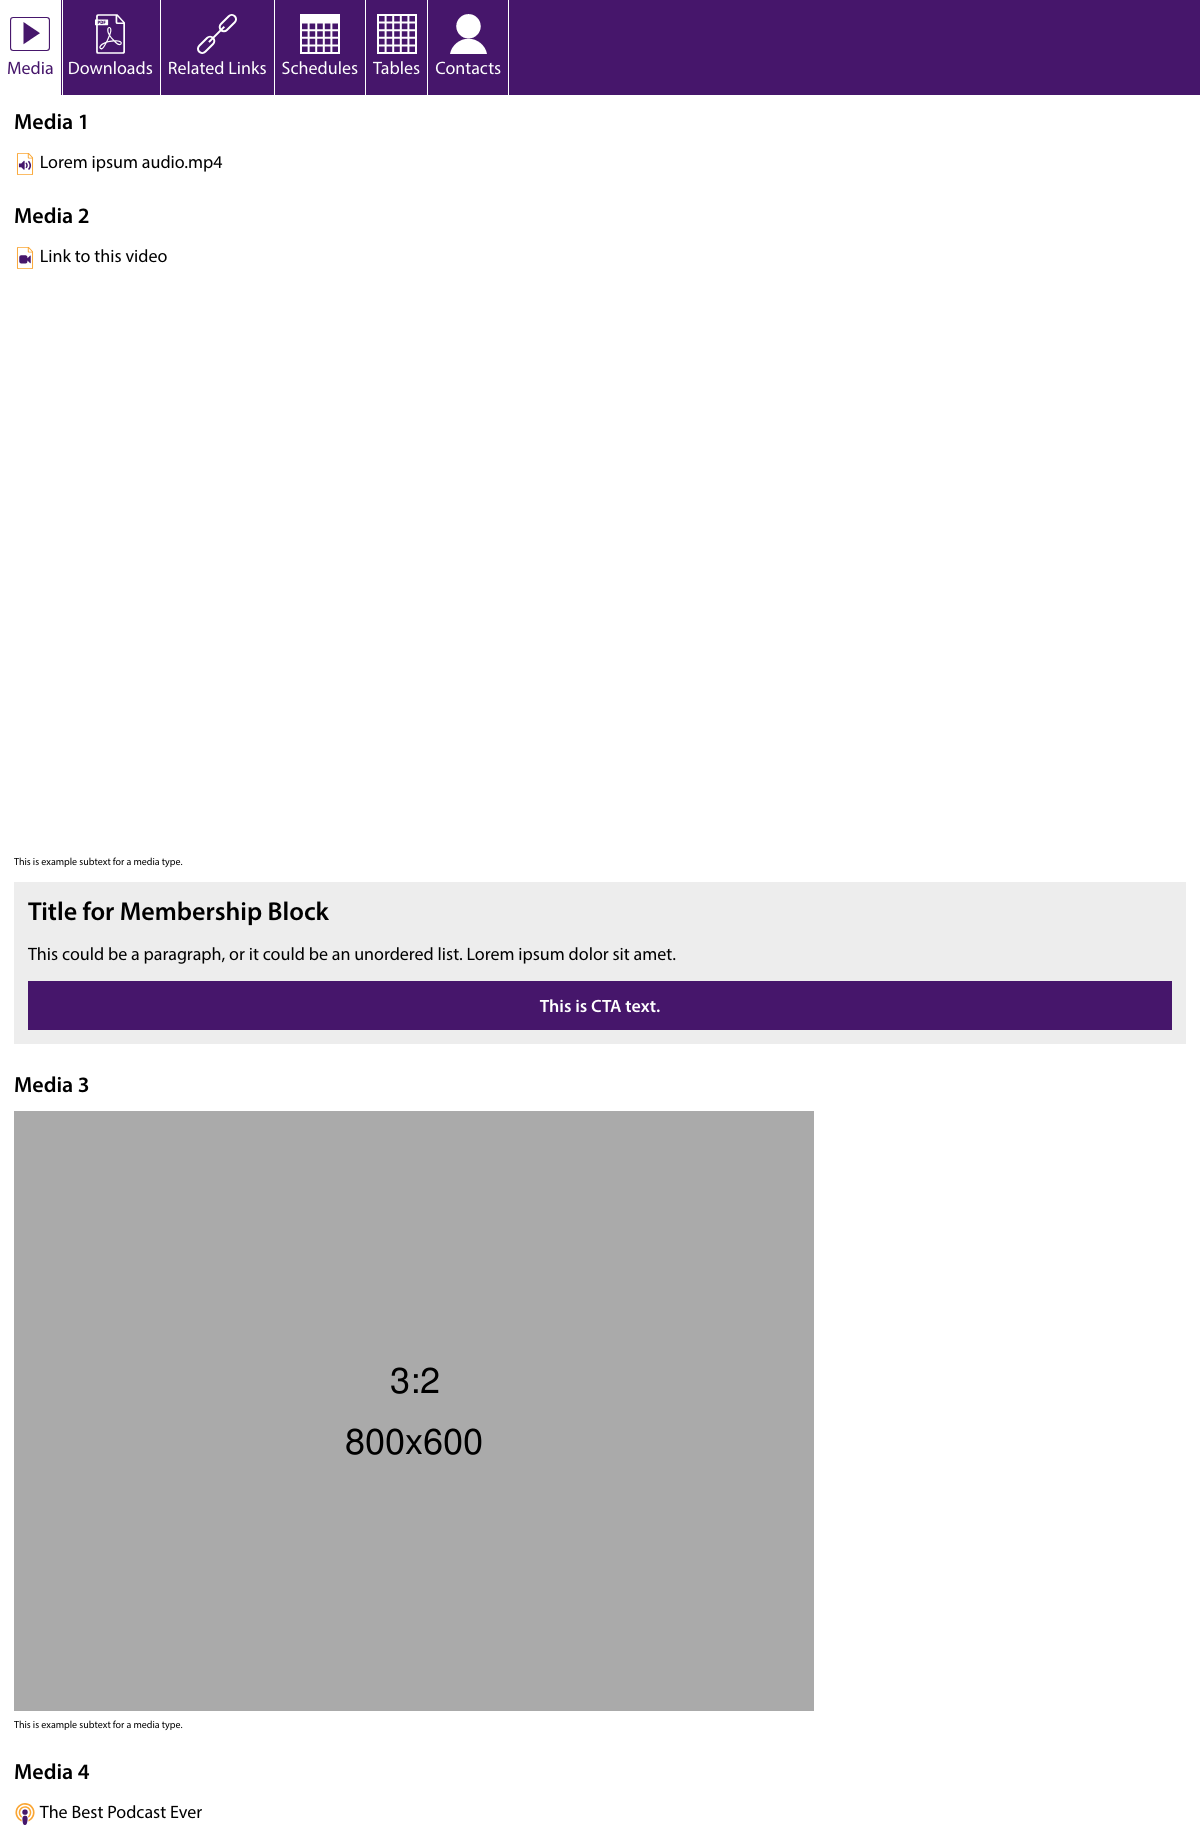 Media
Downloads
Related Links
Schedules
Tables
Contacts
Media 1
Lorem ipsum audio.mp4
Media 2
Link to this video
This is example subtext for a media type.
Title for Membership Block
This could be a paragraph, or it could be an unordered list. Lorem ipsum dolor sit amet.
This is CTA text.
Media 3
3:2
800x600
This is example subtext for a media type.
Media 4
The Best Podcast Ever